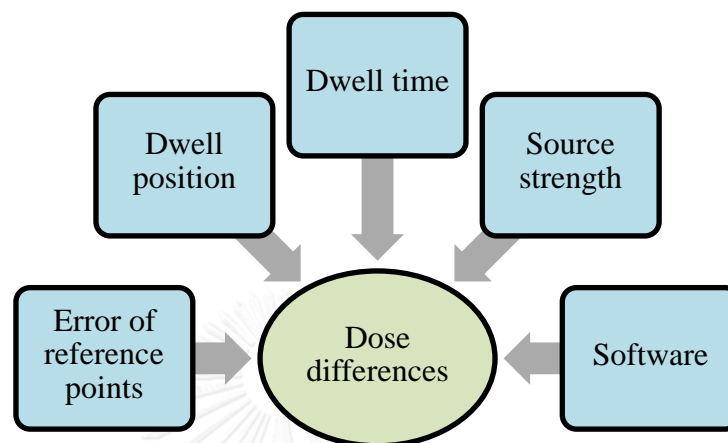 Dwell time
Dwell
position
Source
strength
Error of
reference
points
Dose
differences
Software